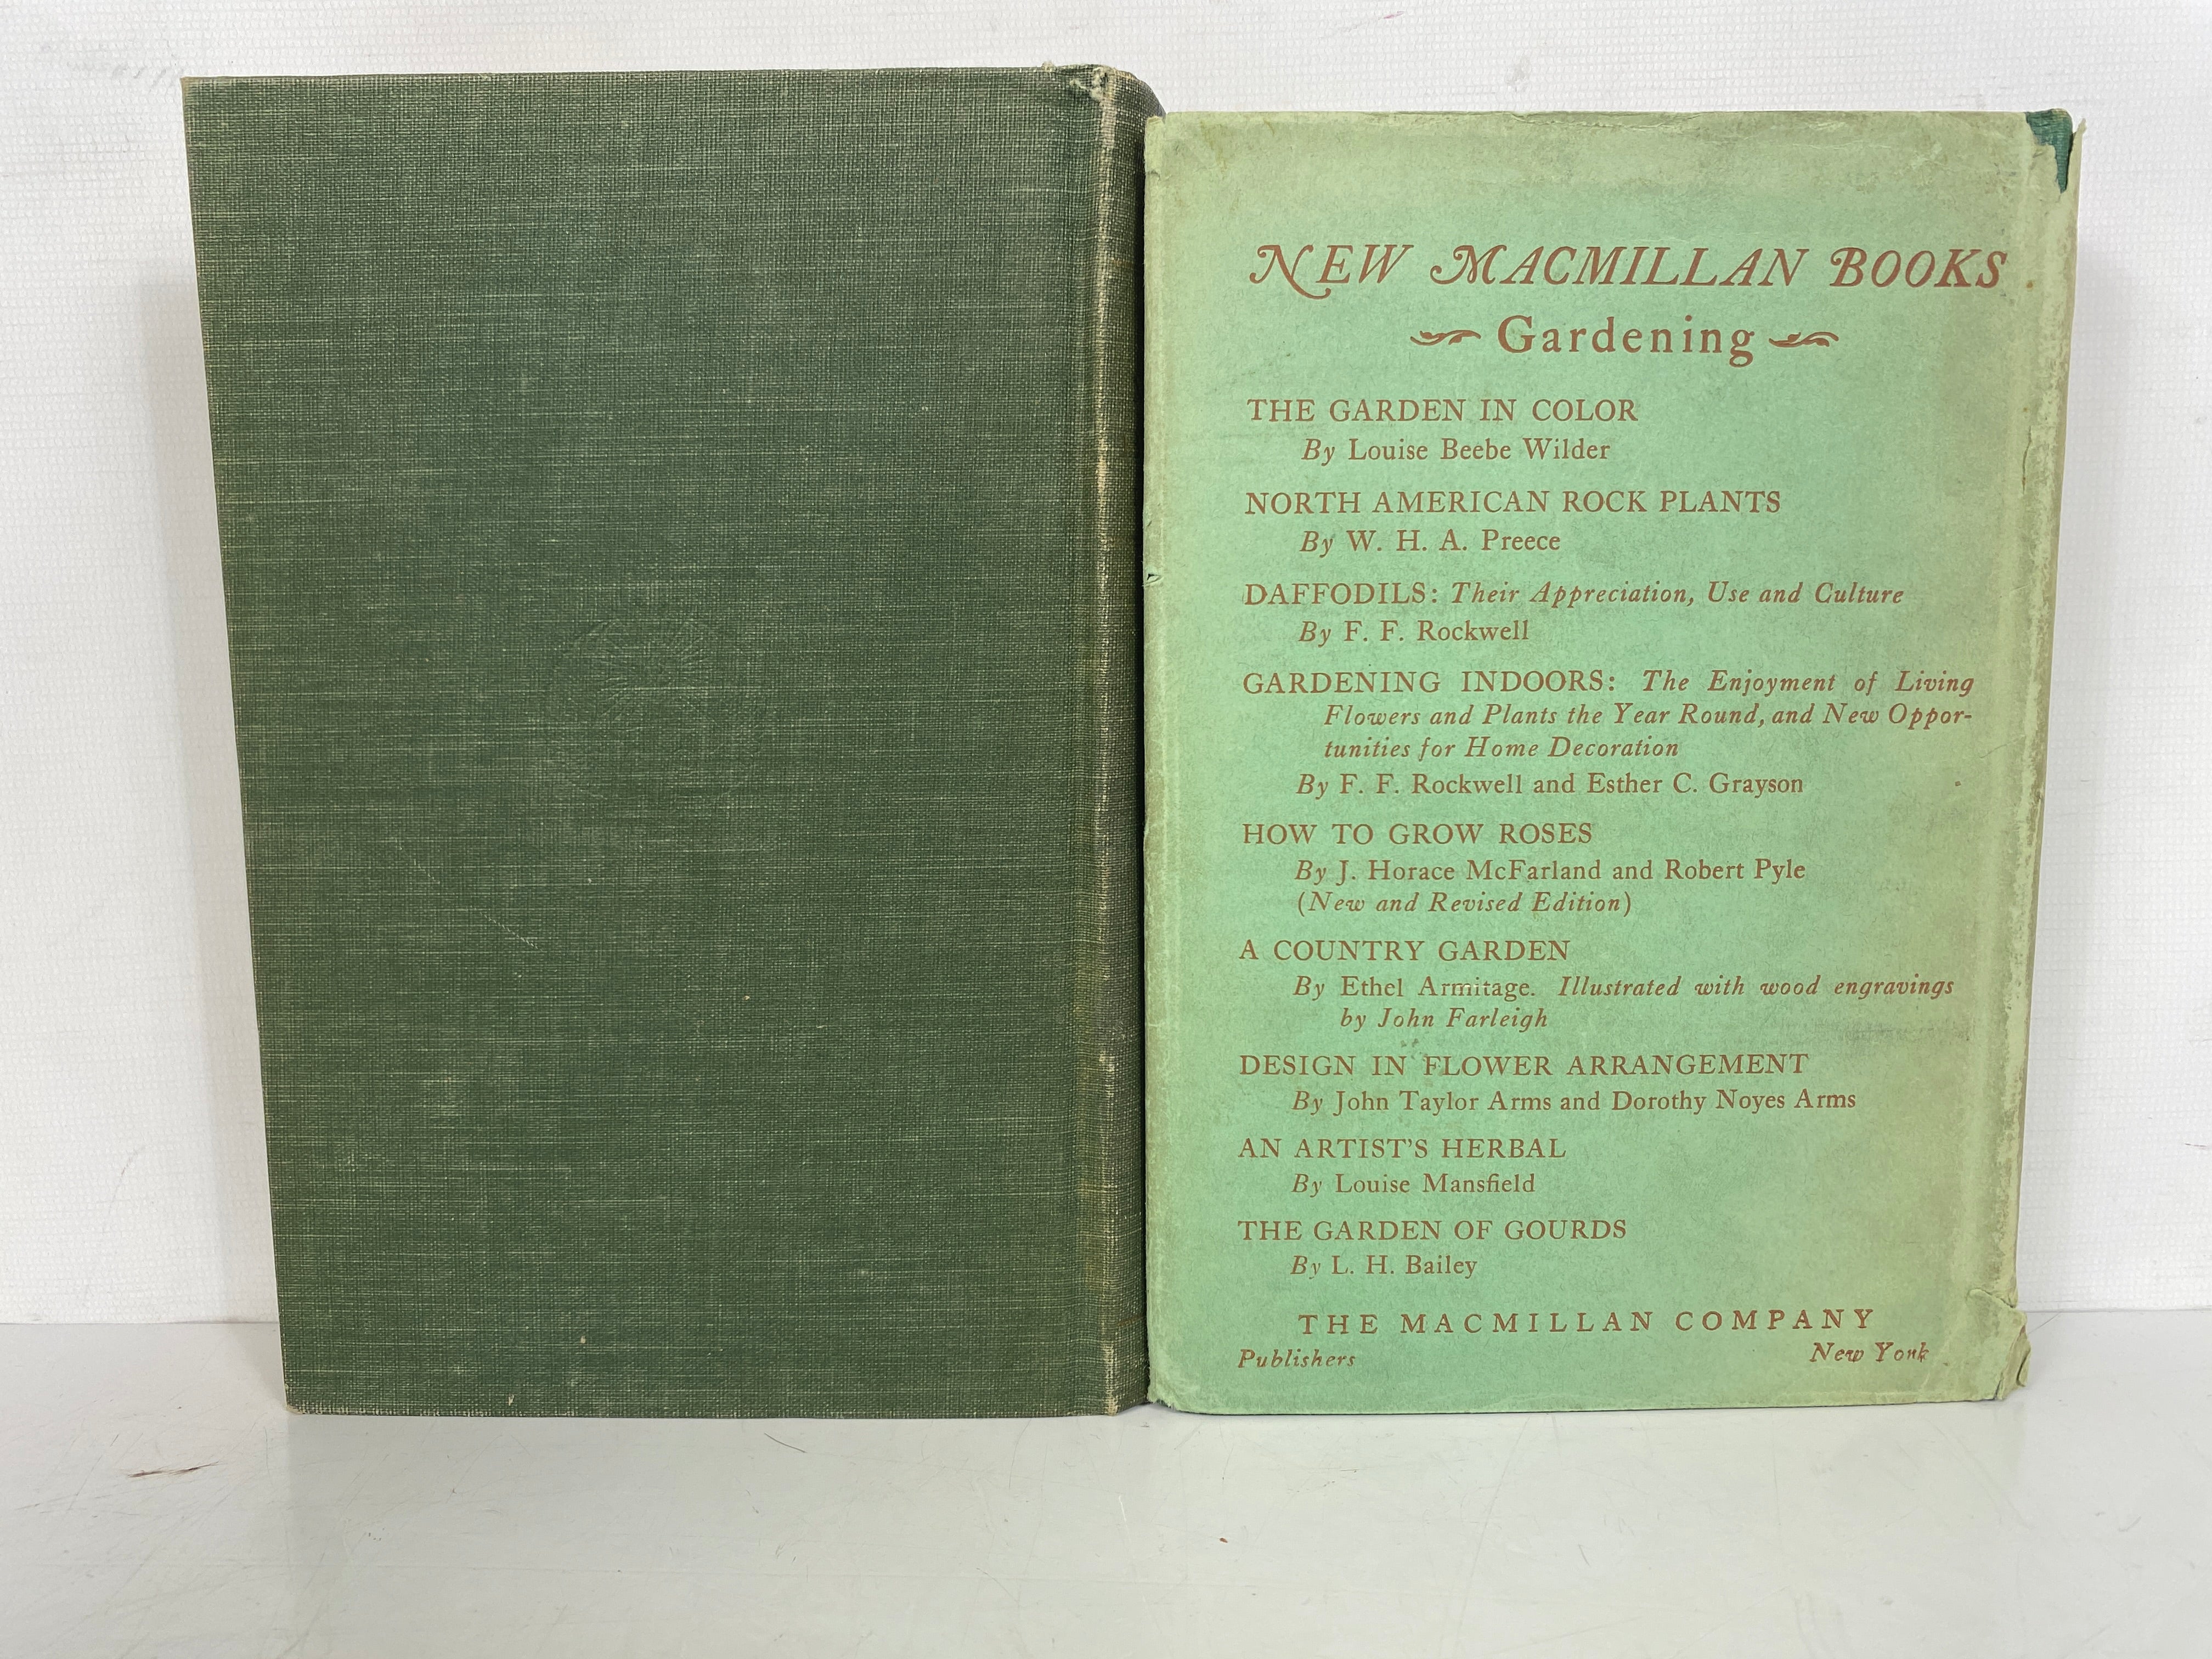 NEW MACMILLAN BOOKS
Gardening
THE GARDEN IN COLOR
By Louise Beebe Wilder
NORTH AMERICAN ROCK PLANTS
By W. H. A. Preece
DAFFODILS: Their Appreciation, Use and Culture
By F. F. Rockwell
GARDENING INDOORS: The Enjoyment of Living
Flowers and Plants the Year Round, and New Oppor-
tunities for Home Decoration
By F. F. Rockwell and Esther C. Grayson
HOW TO GROW ROSES
By J. Horace McFarland and Robert Pyle
(New and Revised Edition)
A COUNTRY GARDEN
By Ethel Armitage. Illustrated with wood engravings
by John Farleigh
DESIGN IN FLOWER ARRANGEMENT
By John Taylor Arms and Dorothy Noyes Arms
AN ARTIST'S HERBAL
By Louise Mansfield
THE GARDEN OF GOURDS
By L. H. Bailey
THE MACMILLAN COMPANY
Publishers New York